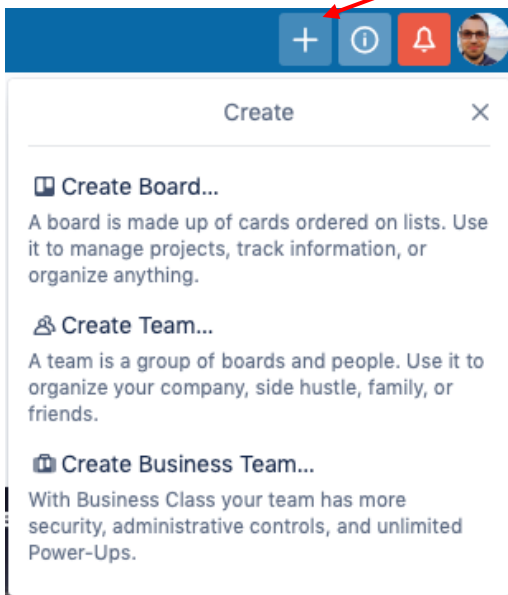 Create
Create Board...
A board is made up of cards ordered on lists. Use
it to manage projects, track information, or
organize anything.
Create Team...
A team is a group of boards and people. Use it to
organize your company, side hustle, family, or
friends.
Create Business Team...
With Business Class your team has more
security, administrative controls, and unlimited
Power-Ups.